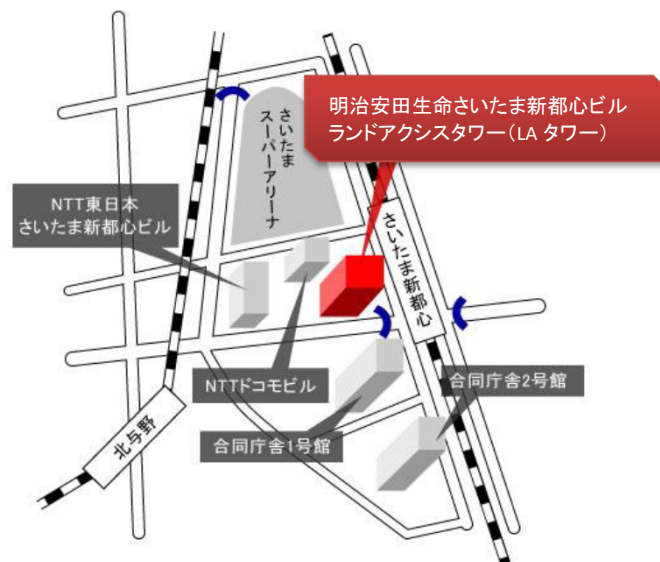 明治安田生命さいたま新都心ビル
ランドアクシスタワー(LA タワー)
さいたま
スーパーアリーナ
NTT東日本
さいたま新都心ビル
さいたま新都心
NTTドコモビル
合同庁舎2号館
合同庁舎1号館
北与野